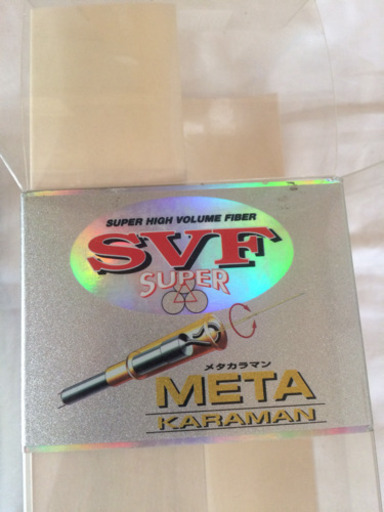 SUPER HIGH VOLUME FIBER
SVF
SUPER
メタカラマン
META
KARAMAN